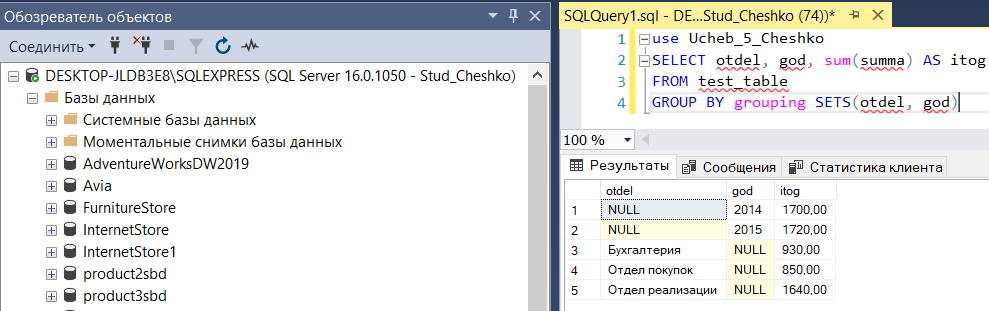 Обозреватель объектов
Соединить
DESKTOP-JLDB3E8\SQLEXPRESS (SQL Server 16.0.1050 - Stud_Cheshko)
Базы данных
Системные базы данных
Моментальные снимки базы данных
AdventureWorksDW2019
Avia
FurnitureStore
InternetStore
InternetStore1
product2sbd
product3sbd
SQLQuery1.sql - DE...Stud_Cheshko (74))*
1 use Ucheb_5_Cheshko
2 SELECT otdel, god, sum(summa) AS itog
3 FROM test_table
4 GROUP BY grouping SETS(otdel, god)
100 %
Результаты Сообщения Статистика клиента
otdel god itog
1 NULL 2014 1700,00
2 NULL 2015 1720,00
3 Бухгалтерия NULL 930,00
4 Отдел покупок NULL 850,00
5 Отдел реализации NULL 1640,00